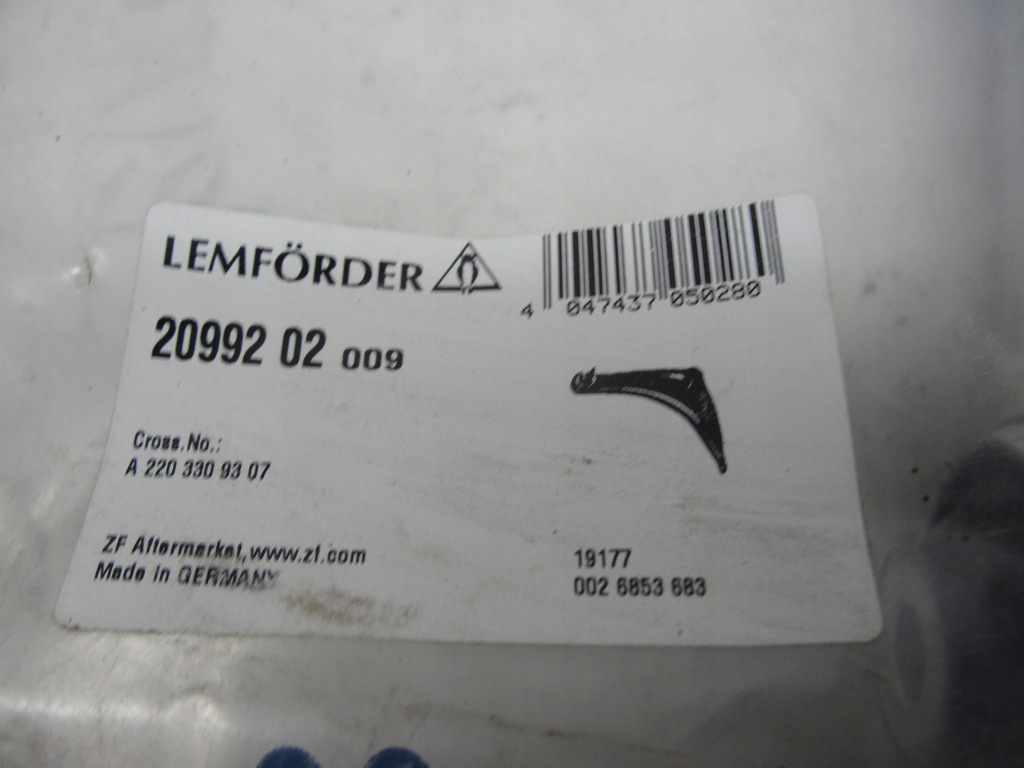 LEMFÖRDER
4 047437 050280
20992 02 009
Cross.No.:
A 220 330 93 07
ZF Aftermarket, www.zf.com
Made in GERMANY
19177
002 6853 683